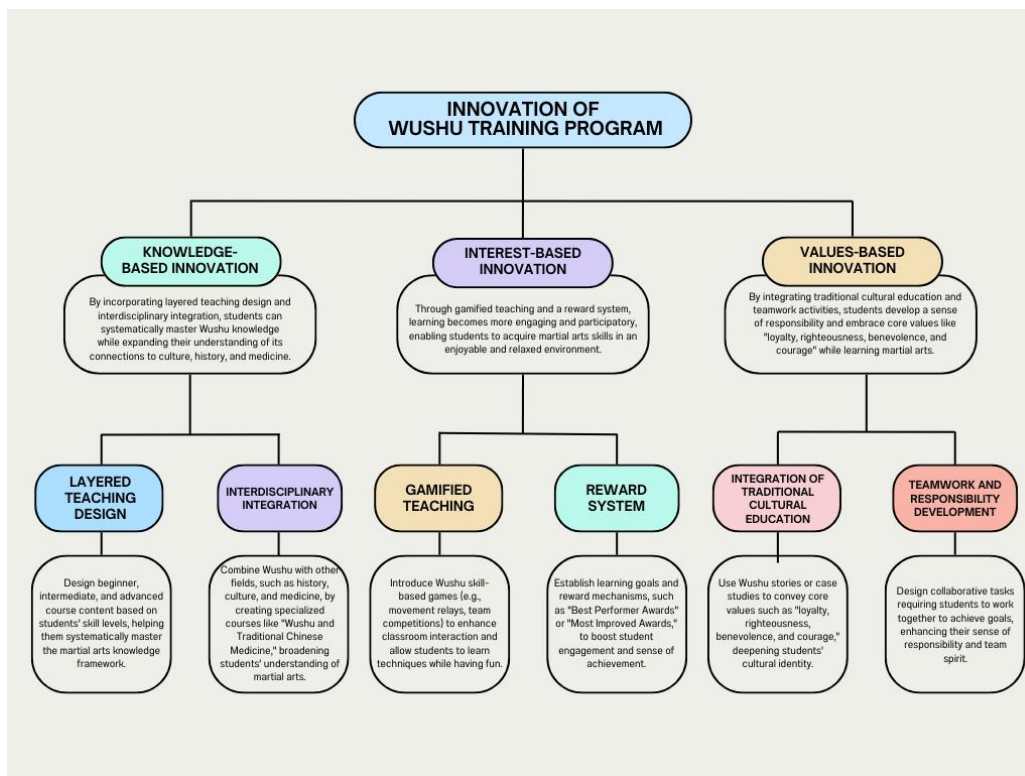 INNOVATION OF
WUSHU TRAINING PROGRAM
KNOWLEDGE-
BASED INNOVATION
By incorporating layered teaching design and
interdisciplinary integration, students can
systematically master Wushu knowledge
while expanding their understanding of its
connections to culture, history, and medicine.
INTEREST-BASED
INNOVATION
Through gamified teaching and a reward system,
learning becomes more engaging and participatory,
enabling students to acquire martial arts skills in an
enjoyable and relaxed environment.
VALUES-BASED
INNOVATION
By integrating traditional cultural education and
teamwork activities, students develop a sense
of responsibility and embrace core values like
"loyalty, righteousness, benevolence, and
courage" while learning martial arts.
LAYERED
TEACHING
DESIGN
Design beginner,
intermediate, and advanced
course content based on
students' skill levels, helping
them systematically master
the martial arts knowledge
framework.
INTERDISCIPLINARY
INTEGRATION
Combine Wushu with other
fields, such as history,
culture, and medicine, by
creating specialized
courses like "Wushu and
Traditional Chinese
Medicine," broadening
students' understanding of
martial arts.
GAMIFIED
TEACHING
Introduce Wushu skill-
based games (e.g.,
movement relays, team
competitions) to enhance
classroom interaction and
allow students to learn
techniques while having fun.
REWARD
SYSTEM
Establish learning goals and
reward mechanisms, such
as "Best Performer Awards"
or "Most Improved Awards,"
to boost student
engagement and sense of
achievement.
INTEGRATION OF
TRADITIONAL
CULTURAL
EDUCATION
Use Wushu stories or case
studies to convey core
values such as "loyalty,
righteousness,
benevolence, and courage,"
deepening students'
cultural identity.
TEAMWORK AND
RESPONSIBILITY
DEVELOPMENT
Design collaborative tasks
requiring students to work
together to achieve goals,
enhancing their sense of
responsibility and team
spirit.